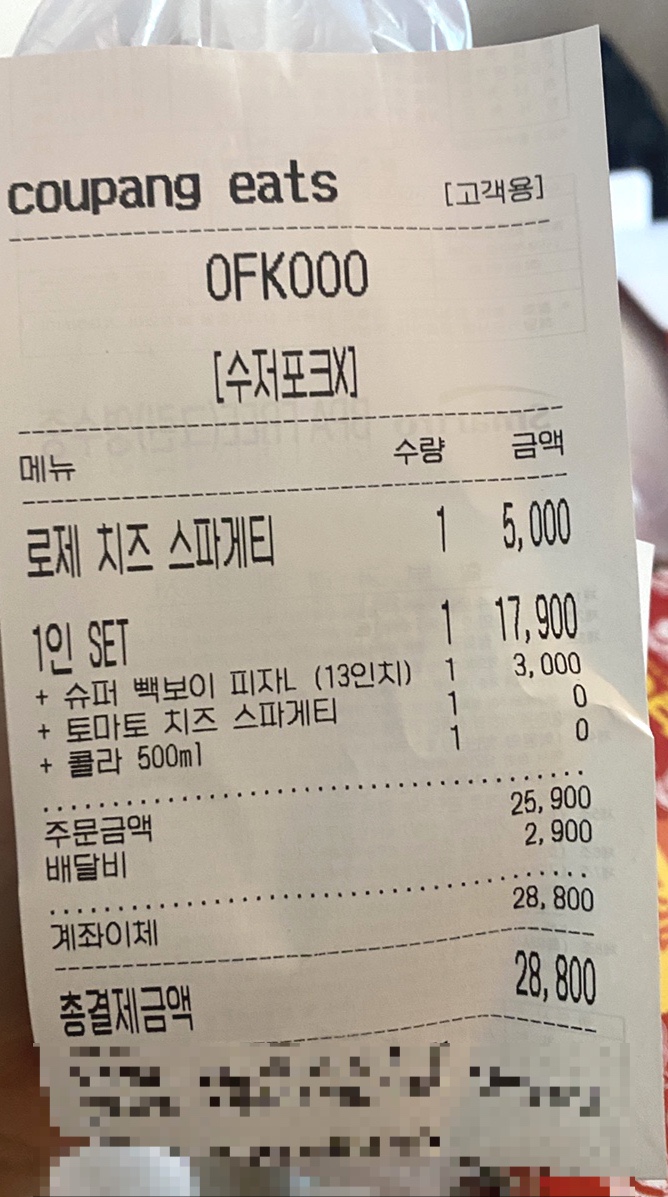 coupang eats [고객용]
0FK000
[수저포크X]
메뉴 수량 금액
로제 치즈 스파게티 1 5,000
1인 SET 1 17,900
+ 슈퍼 빽보이 피자L (13인치) 1 3,000
+ 토마토 치즈 스파게티 1 0
+ 콜라 500ml 1 0
주문금액 25,900
배달비 2,900
계좌이체 28,800
총결제금액 28,800